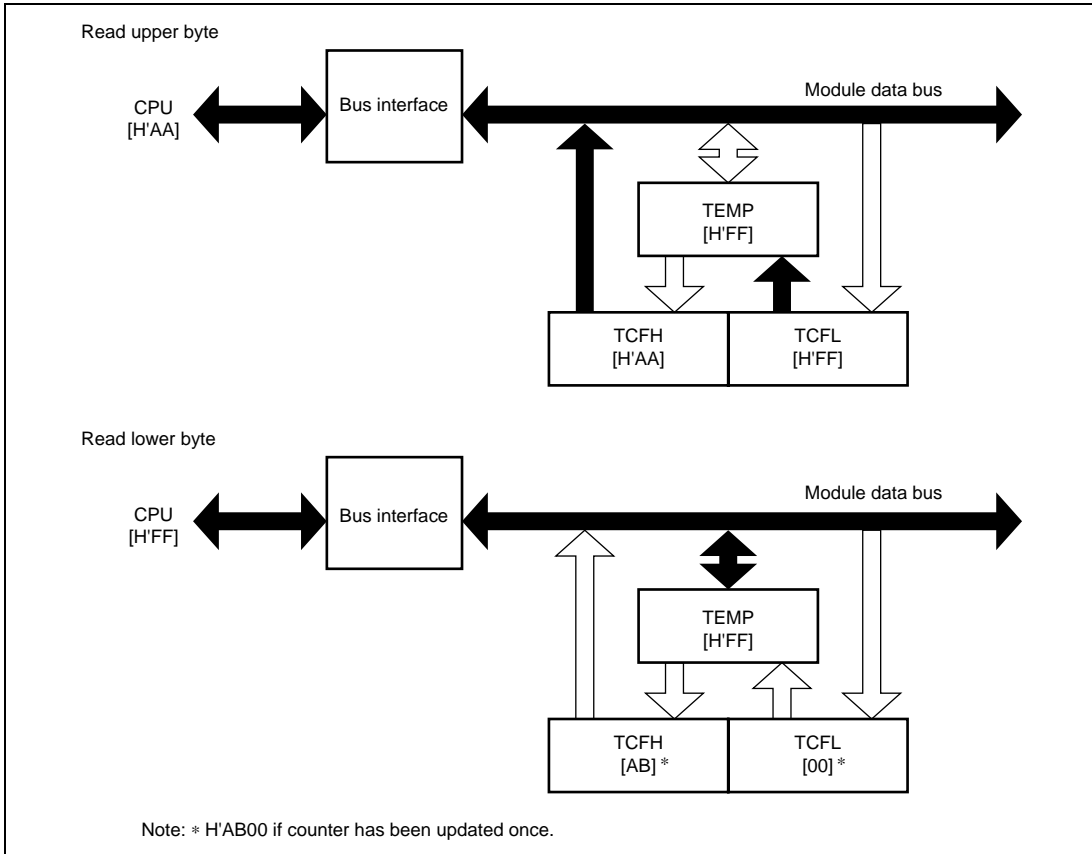 Read upper byte
CPU
[H'AA]
Bus interface
Module data bus
TEMP
[H'FF]
TCFH
[H'AA]
TCFL
[H'FF]
Read lower byte
CPU
[H'FF]
Bus interface
Module data bus
TEMP
[H'FF]
TCFH
[AB] *
TCFL
[00] *
Note: * H'AB00 if counter has been updated once.